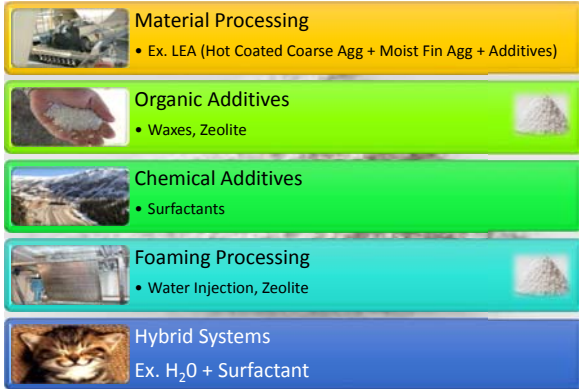 Material Processing
• Ex. LEA (Hot Coated Coarse Agg + Moist Fin Agg + Additives)
Organic Additives
• Waxes, Zeolite
Chemical Additives
• Surfactants
Foaming Processing
• Water Injection, Zeolite
Hybrid Systems
Ex. H₂0 + Surfactant